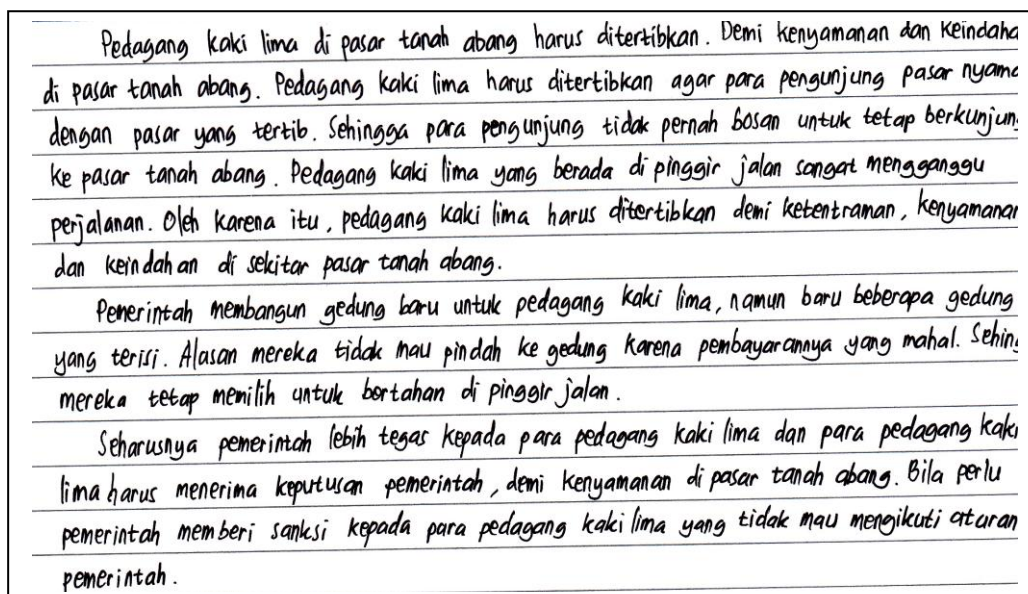 Pedagang kaki lima di pasar tanah abang harus ditertibkan. Demi kenyamanan dan Keindaha
di pasar tanah abang. Pedagang kaki lima harus ditertibkan agar para pengunjung pasar nyama
dengan pasar yang tertib. Sehingga para pengunjung tidak pernah bosan untuk tetap berkunjung
ke pasar tanah abang. Pedagang kaki lima yang berada di pinggir jalan sangat mengganggu
perjalanan. Oleh karena itu, pedagang kaki lima harus ditertibkan demi ketentraman, kenyamanan
dan keindahan di sekitar pasar tanah abang.
Pemerintah membangun gedung baru untuk pedagang kaki lima, namun baru beberapa gedung
yang terisi. Alasan mereka tidak mau pindah ke gedung karena pembayarannya yang mahal. Sehing
mereka tetap memilih untuk bertahan di pinggir jalan.
Seharusnya pemerintah lebih tegas kepada para pedagang kaki lima dan para pedagang kaki
lima harus menerima keputusan pemerintah, demi kenyamanan di pasar tanah abang. Bila perlu
pemerintah memberi sanksi kepada para pedagang kaki lima yang tidak mau mengikuti aturan
pemerintah.